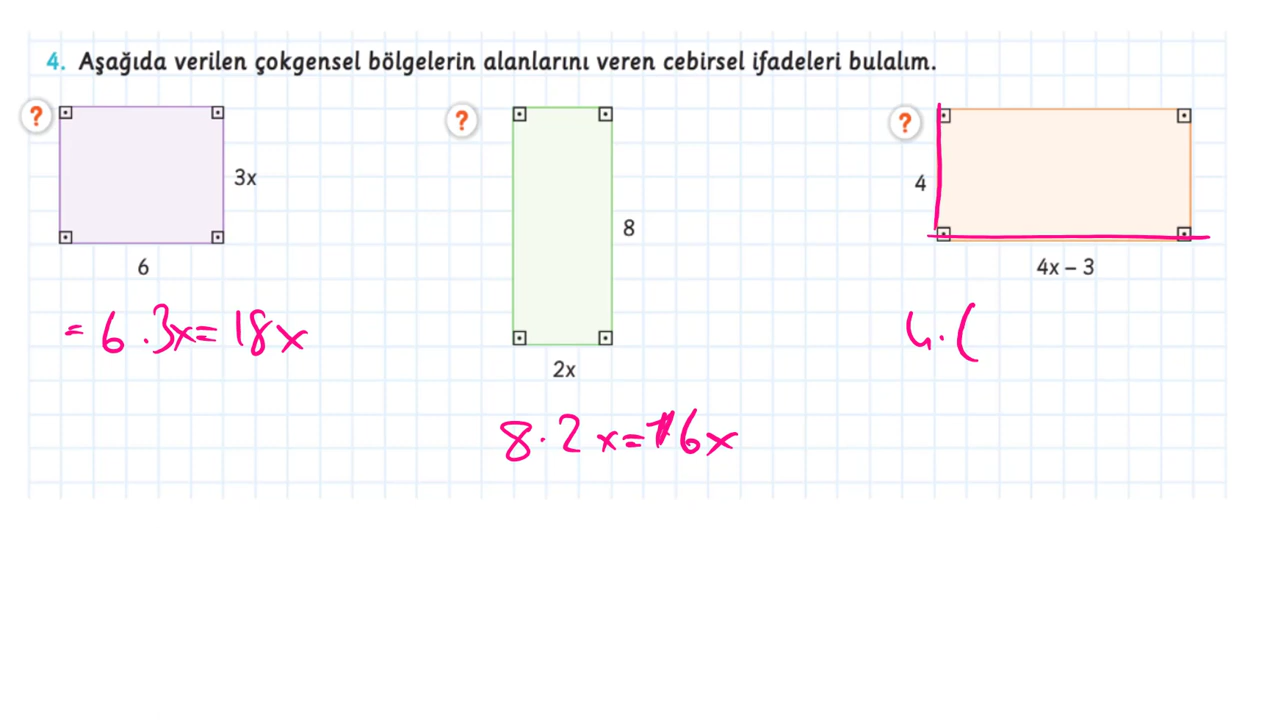 4. Aşağıda verilen çokgensel bölgelerin alanlarını veren cebirsel ifadeleri bulalım.
?
3x
6
= 6 . 3x = 18x
?
8
2x
8 . 2x = 16x
?
4
4x – 3
4 . (